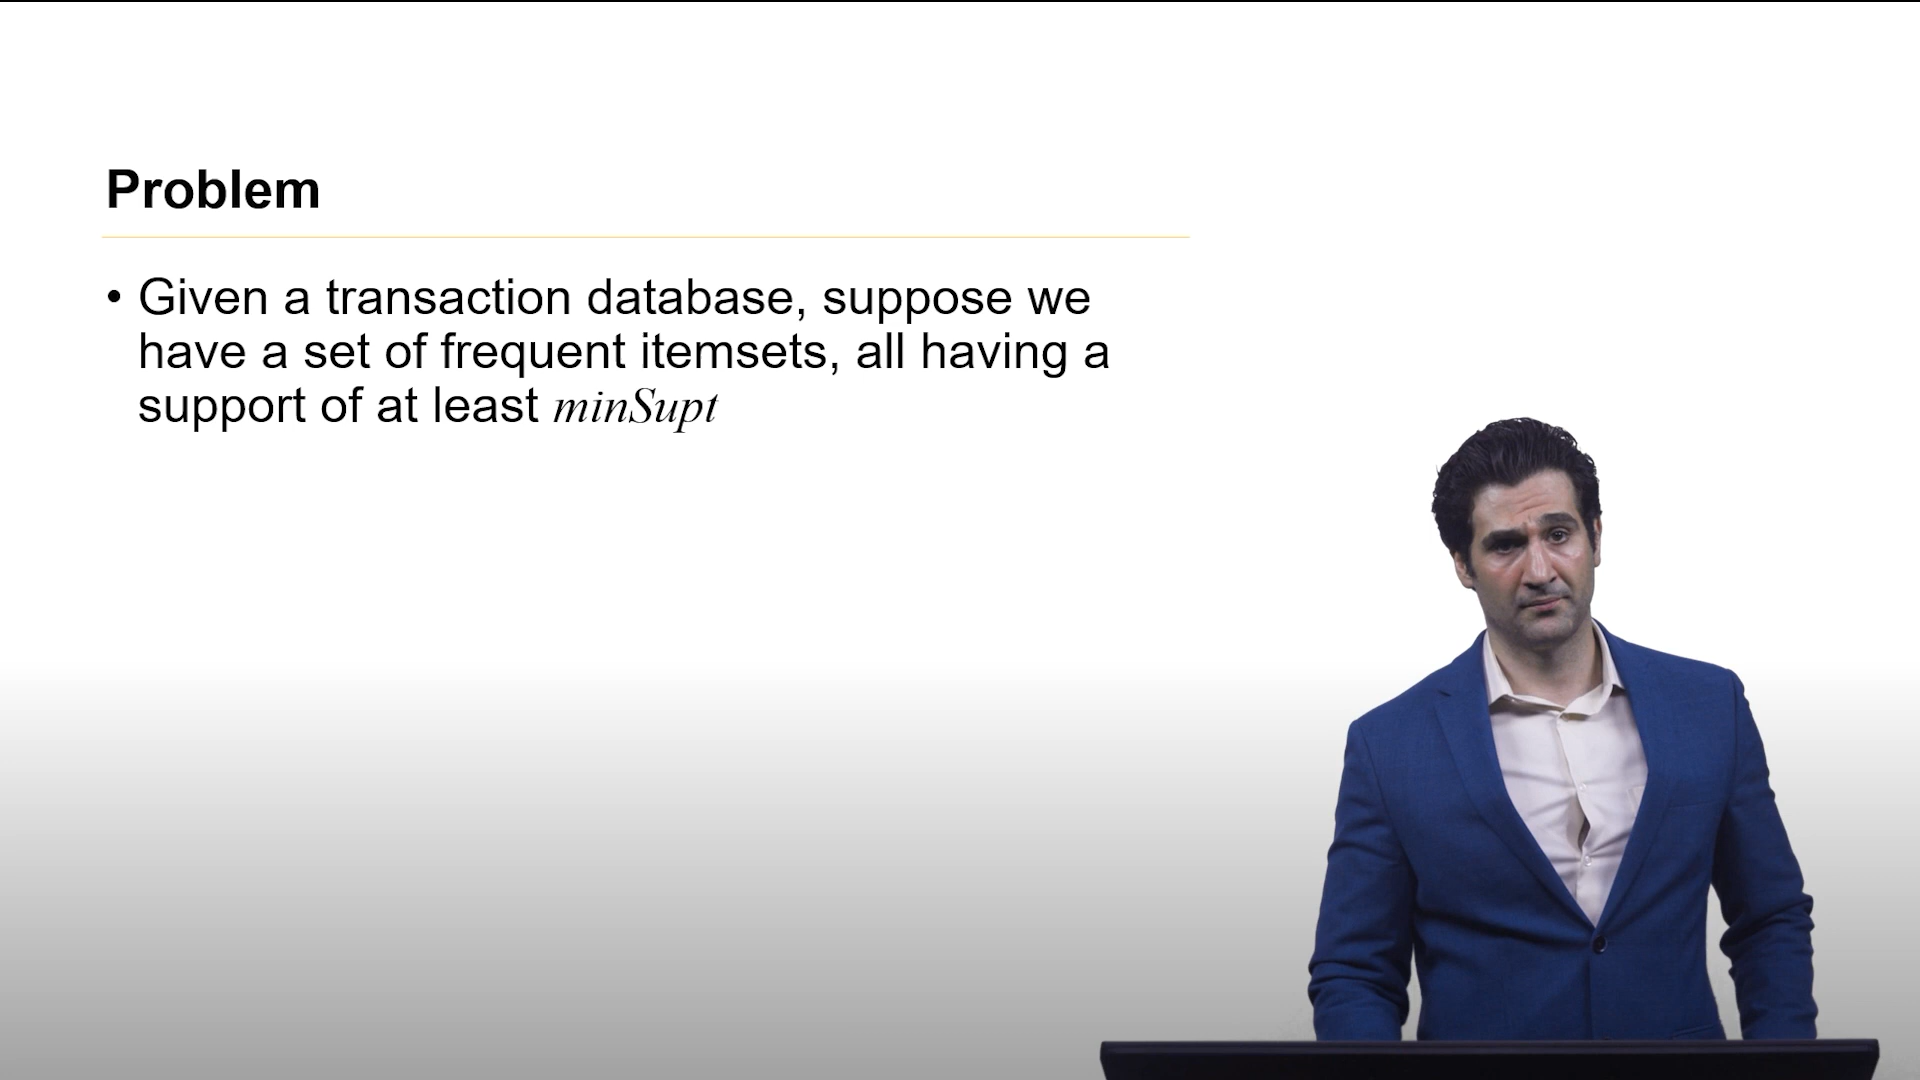 Problem
• Given a transaction database, suppose we
have a set of frequent itemsets, all having a
support of at least minSupt